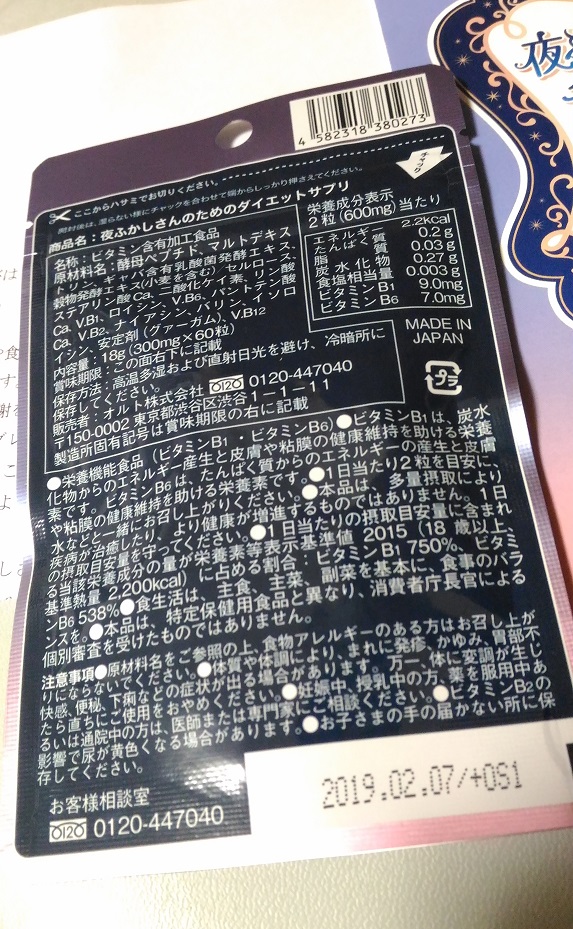 夜ふ
4 582318 380273
ここからハサミでお切りください。
開封後は、湿らない様にチャックを合わせて端からしっかり押さえてください。
チャック
商品名：夜ふかしさんのためのダイエットサプリ
名称：ビタミン含有加工食品
原材料名：酵母ペプチド、マルトデキス
トリン、ギャバ含有乳酸菌発酵エキス、
穀物発酵エキス(小麦を含む)/セルロース、
ステアリン酸Ca、二酸化ケイ素、リン酸
Ca、V.B1、ロイシン、V.B6、パントテン酸
Ca、V.B2、ナイアシン、バリン、イソロ
イシン、安定剤（グァーガム）、V.B12
内容量：18g（300mg×60粒）
賞味期限：この面右下に記載
保存方法：高温多湿および直射日光を避け、冷暗所に
保存してください。
販売者：オルト株式会社 0120-447040
〒150-0002 東京都渋谷区渋谷1－1－11
製造所固有記号は賞味期限の右に記載
栄養成分表示
2粒(600mg)当たり
エネルギー 2.2kcal
たんぱく質 0.2g
脂質 0.03g
炭水化物 0.27g
食塩相当量 0.003g
ビタミンB1 9.0mg
ビタミンB6 7.0mg
MADE IN
JAPAN
プラ
●栄養機能食品（ビタミンB1・ビタミンB6）●ビタミンB1は、炭水
化物からのエネルギー産生と皮膚や粘膜の健康維持を助ける栄養
素です。ビタミンB6は、たんぱく質からのエネルギーの産生と皮膚
や粘膜の健康維持を助ける栄養素です。●1日当たり2粒を目安に、
水などと一緒にお召し上がりください。●本品は、多量摂取により
疾病が治癒したり、より健康が増進するものではありません。1日
の摂取目安量を守ってください。●1日当たりの摂取目安量に含まれ
る当該栄養成分の量が栄養素等表示基準値 2015（18歳以上、
基準熱量 2,200kcal）に占める割合：ビタミンB1 750%、ビタミ
ンB6 538%●食生活は、主食、主菜、副菜を基本に、食事のバラ
ンスを。●本品は、特定保健用食品と異なり、消費者庁長官による
個別審査を受けたものではありません。
注意事項●原材料名をご参照の上、食物アレルギーのある方はお召し上が
りにならないでください。●体質や体調により、まれに発疹、かゆみ、胃部不
快感、便秘、下痢などの症状が出る場合があります。万一、体に変調が生じ
たら直ちにご使用をおやめください。●妊娠中、授乳中の方、薬を服用中あ
るいは通院中の方は、医師または専門家にご相談ください。●ビタミンB2の
影響で尿が黄色くなる場合があります。●お子さまの手の届かない所に保
存してください。
2019.02.07/+OS1
お客様相談室
0120-447040